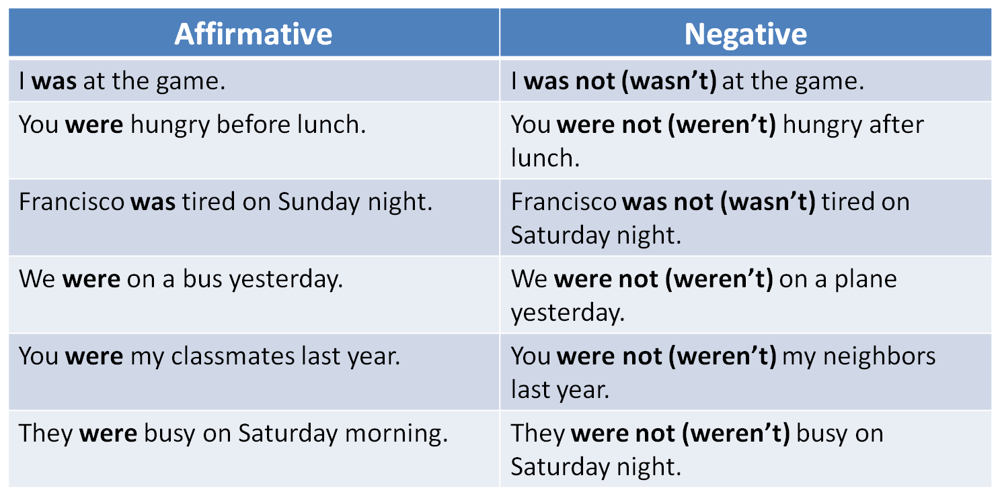 Affirmative
Negative
I was at the game.
I was not (wasn’t) at the game.
You were hungry before lunch.
You were not (weren’t) hungry after
lunch.
Francisco was tired on Sunday night.
Francisco was not (wasn’t) tired on
Saturday night.
We were on a bus yesterday.
We were not (weren’t) on a plane
yesterday.
You were my classmates last year.
You were not (weren’t) my neighbors
last year.
They were busy on Saturday morning.
They were not (weren’t) busy on
Saturday night.